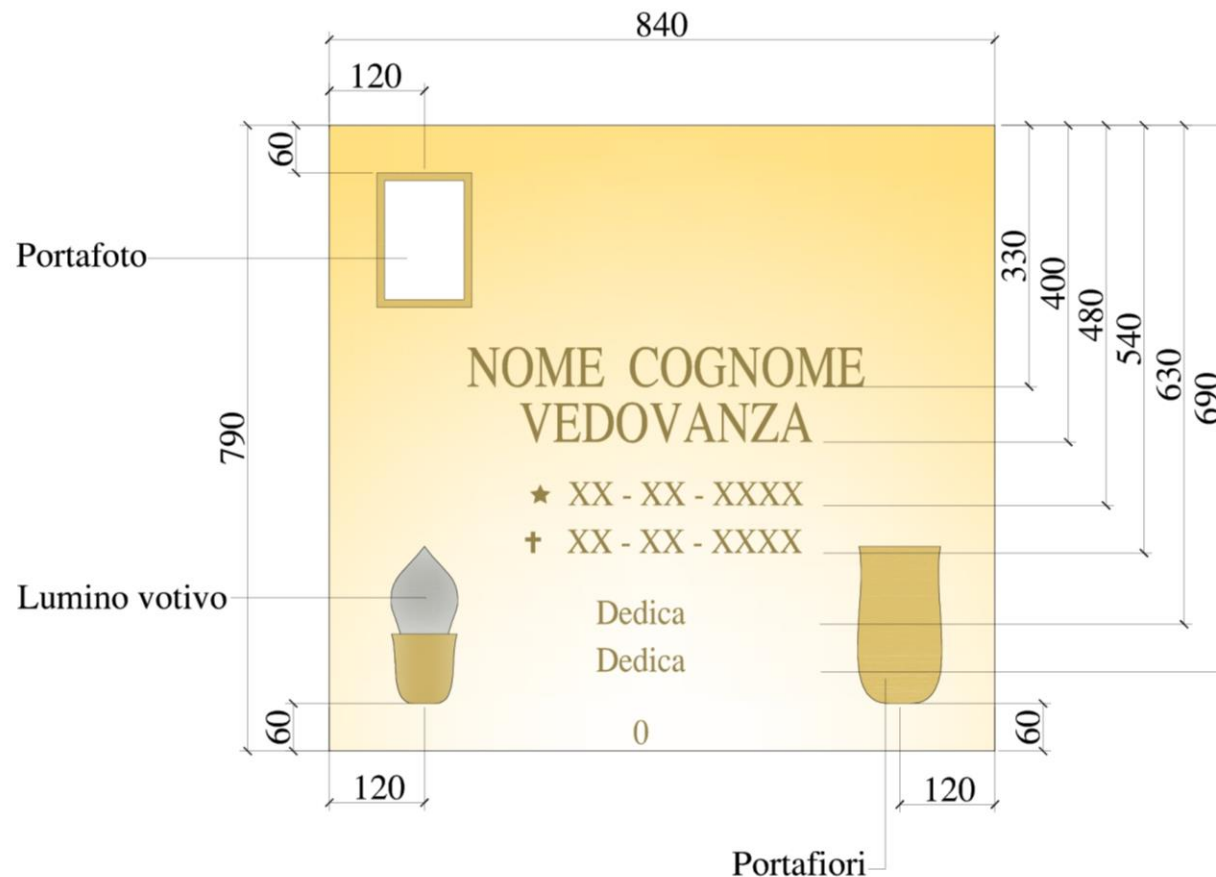 840
120
60
Portafoto
330
400
480
540
630
690
790
NOME COGNOME
VEDOVANZA
★ XX - XX - XXXX
✝ XX - XX - XXXX
Lumino votivo
Dedica
Dedica
60
0
60
120
120
Portafiori